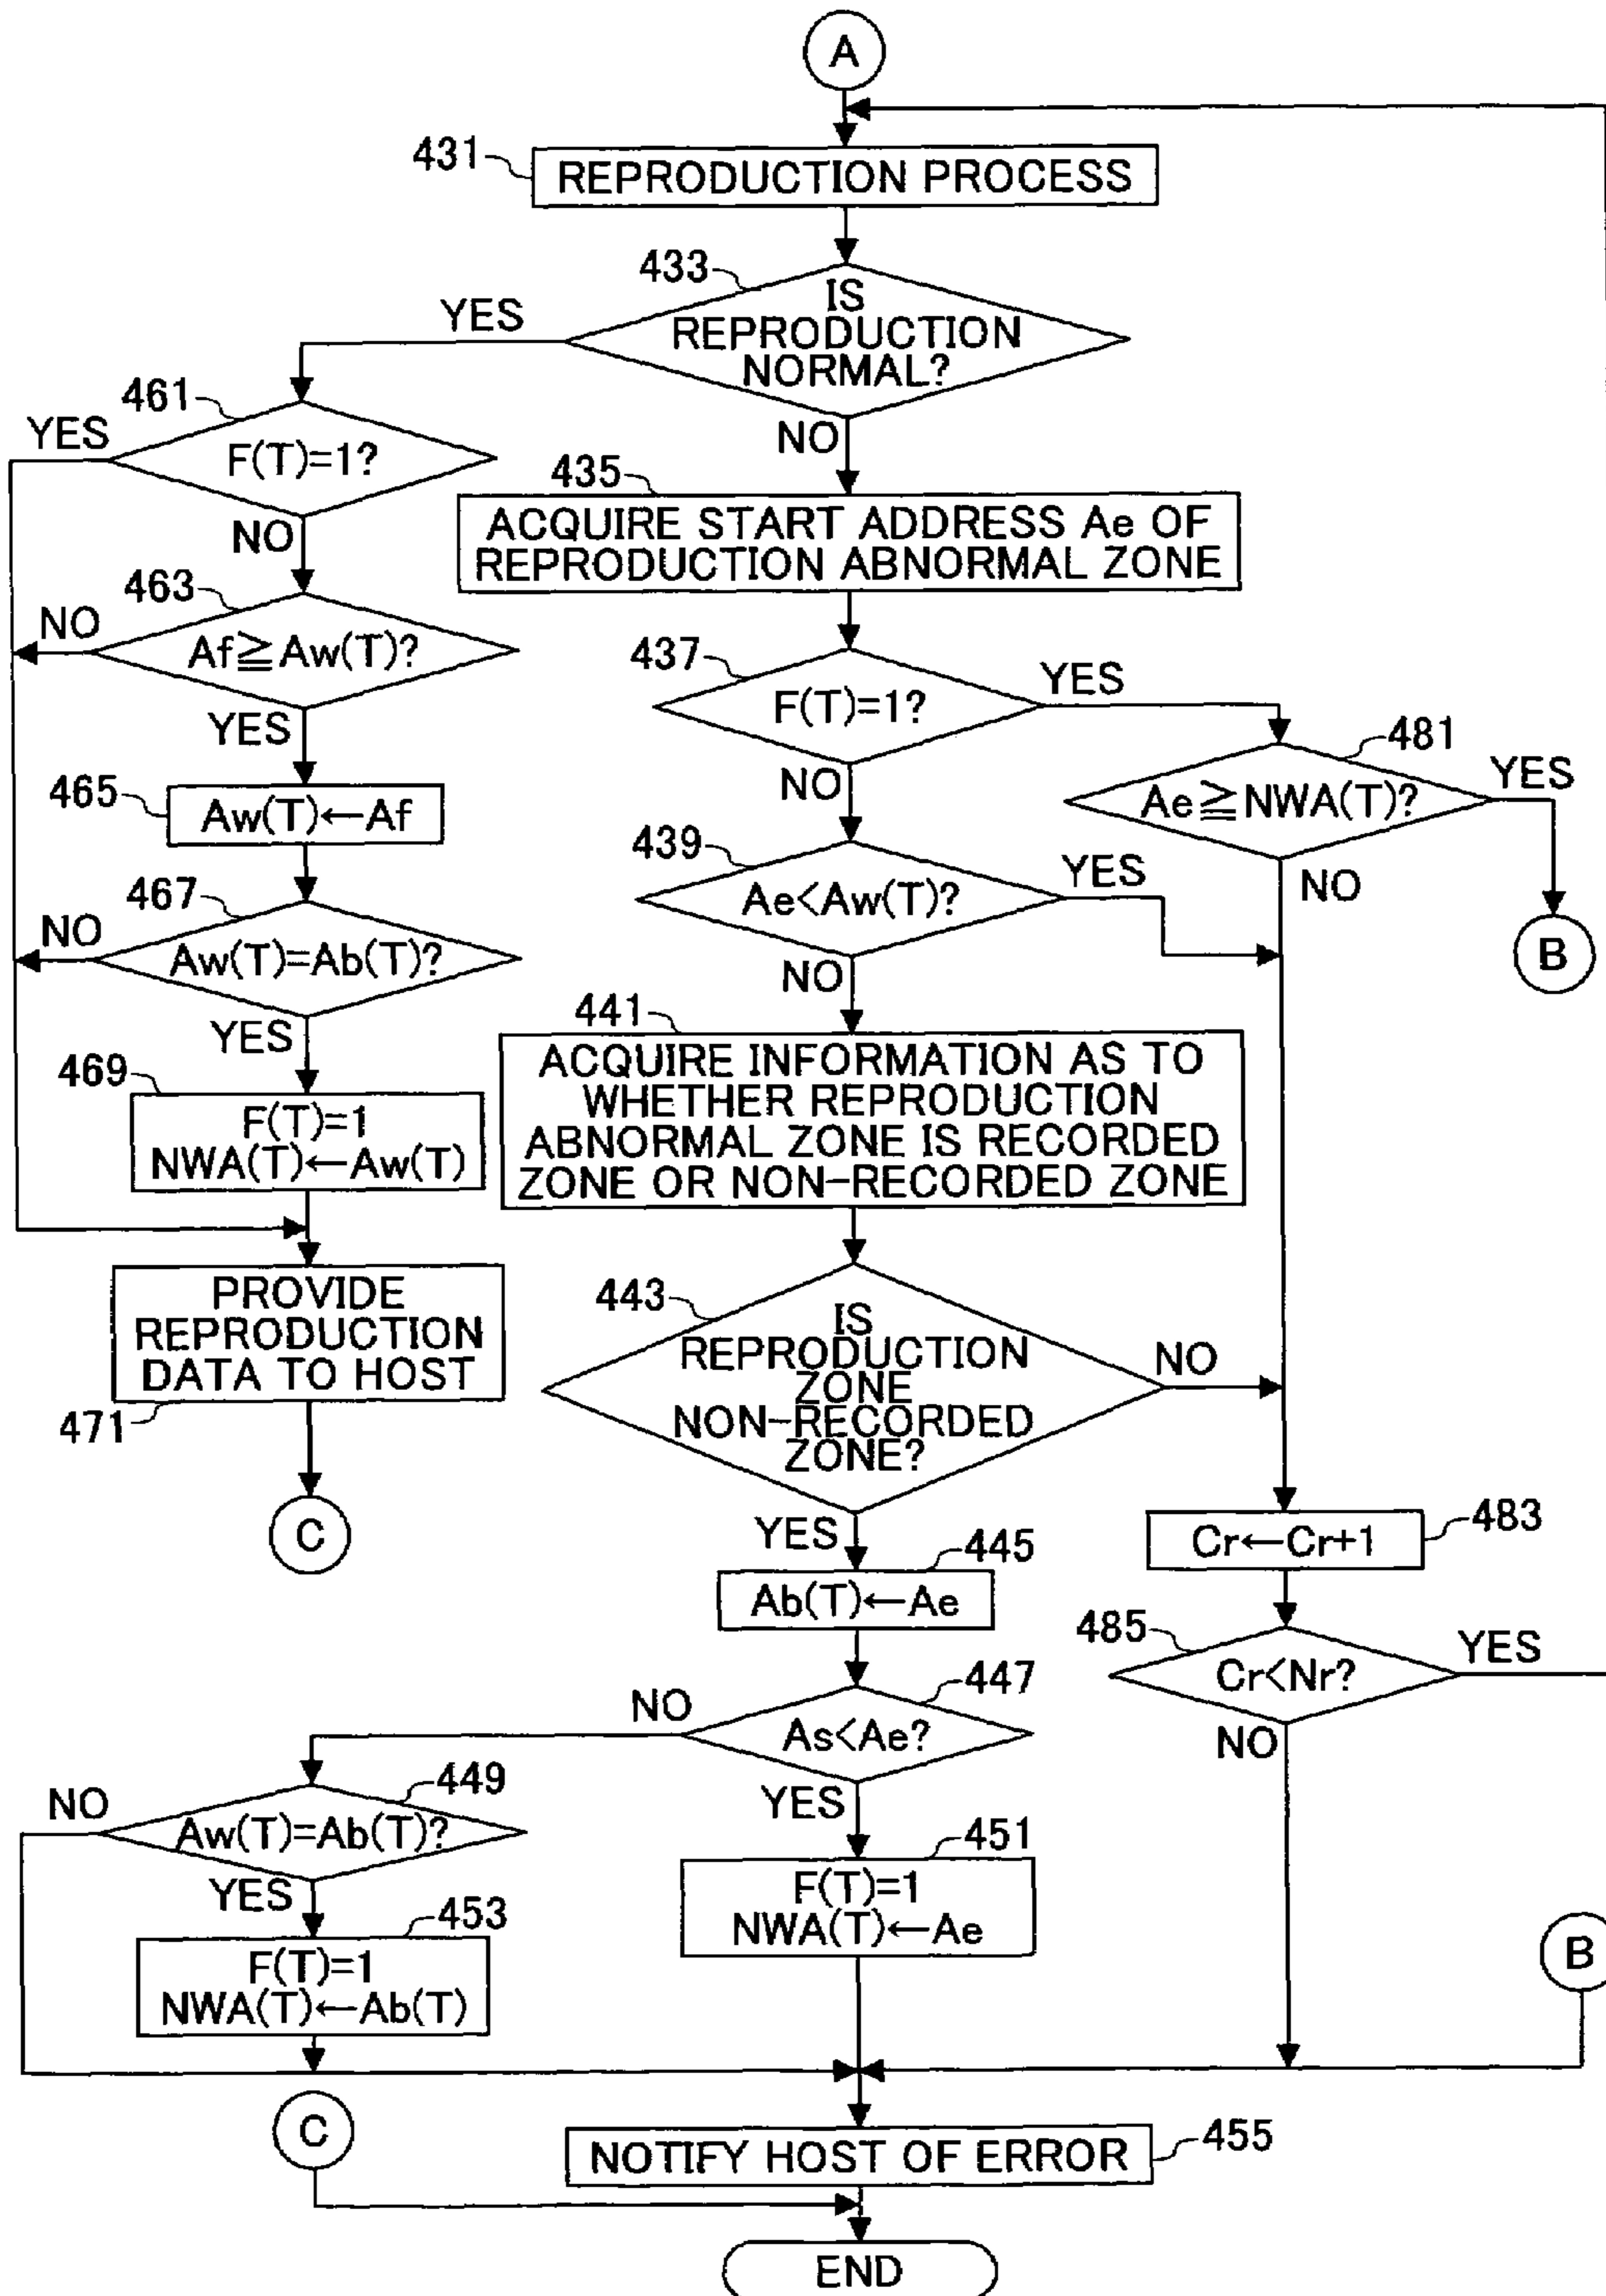 A
431
REPRODUCTION PROCESS
433
IS
REPRODUCTION
NORMAL?
YES
NO
461
F(T)=1?
YES
NO
435
ACQUIRE START ADDRESS Ae OF
REPRODUCTION ABNORMAL ZONE
463
Af≧Aw(T)?
NO
YES
437
F(T)=1?
YES
NO
481
Ae≧NWA(T)?
YES
NO
B
465
Aw(T)←Af
439
Ae<Aw(T)?
YES
NO
467
Aw(T)=Ab(T)?
NO
YES
441
ACQUIRE INFORMATION AS TO
WHETHER REPRODUCTION
ABNORMAL ZONE IS RECORDED
ZONE OR NON-RECORDED ZONE
469
F(T)=1
NWA(T)←Aw(T)
PROVIDE
REPRODUCTION
DATA TO HOST
471
C
443
IS
REPRODUCTION
ZONE
NON-RECORDED
ZONE?
NO
YES
445
Ab(T)←Ae
483
Cr←Cr+1
485
Cr<Nr?
YES
NO
447
As<Ae?
NO
YES
449
Aw(T)=Ab(T)?
NO
YES
451
F(T)=1
NWA(T)←Ae
453
F(T)=1
NWA(T)←Ab(T)
B
C
NOTIFY HOST OF ERROR
455
END